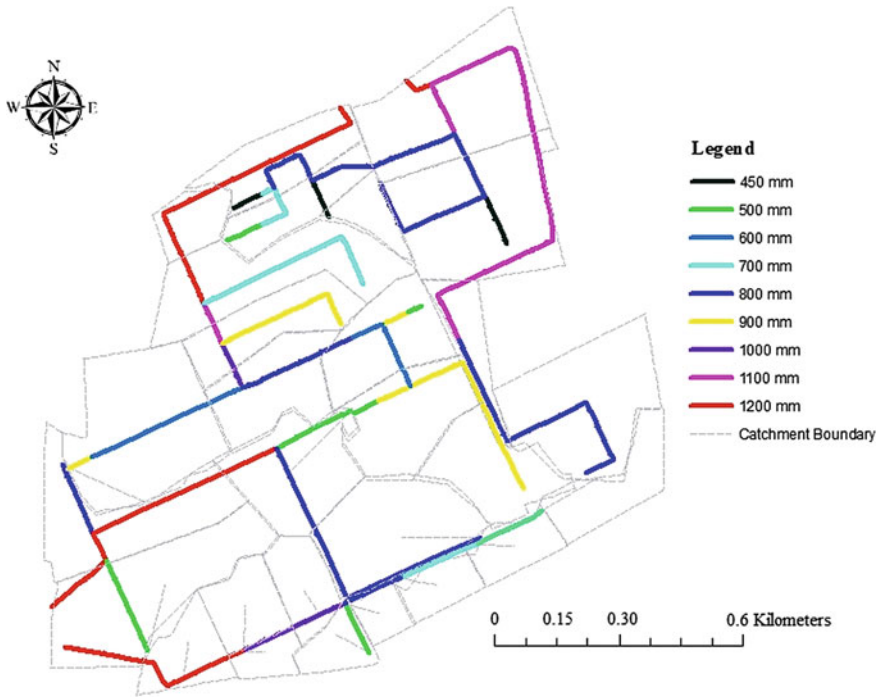 N
W E
S
Legend
450 mm
500 mm
600 mm
700 mm
800 mm
900 mm
1000 mm
1100 mm
1200 mm
Catchment Boundary
0 0.15 0.30 0.6 Kilometers